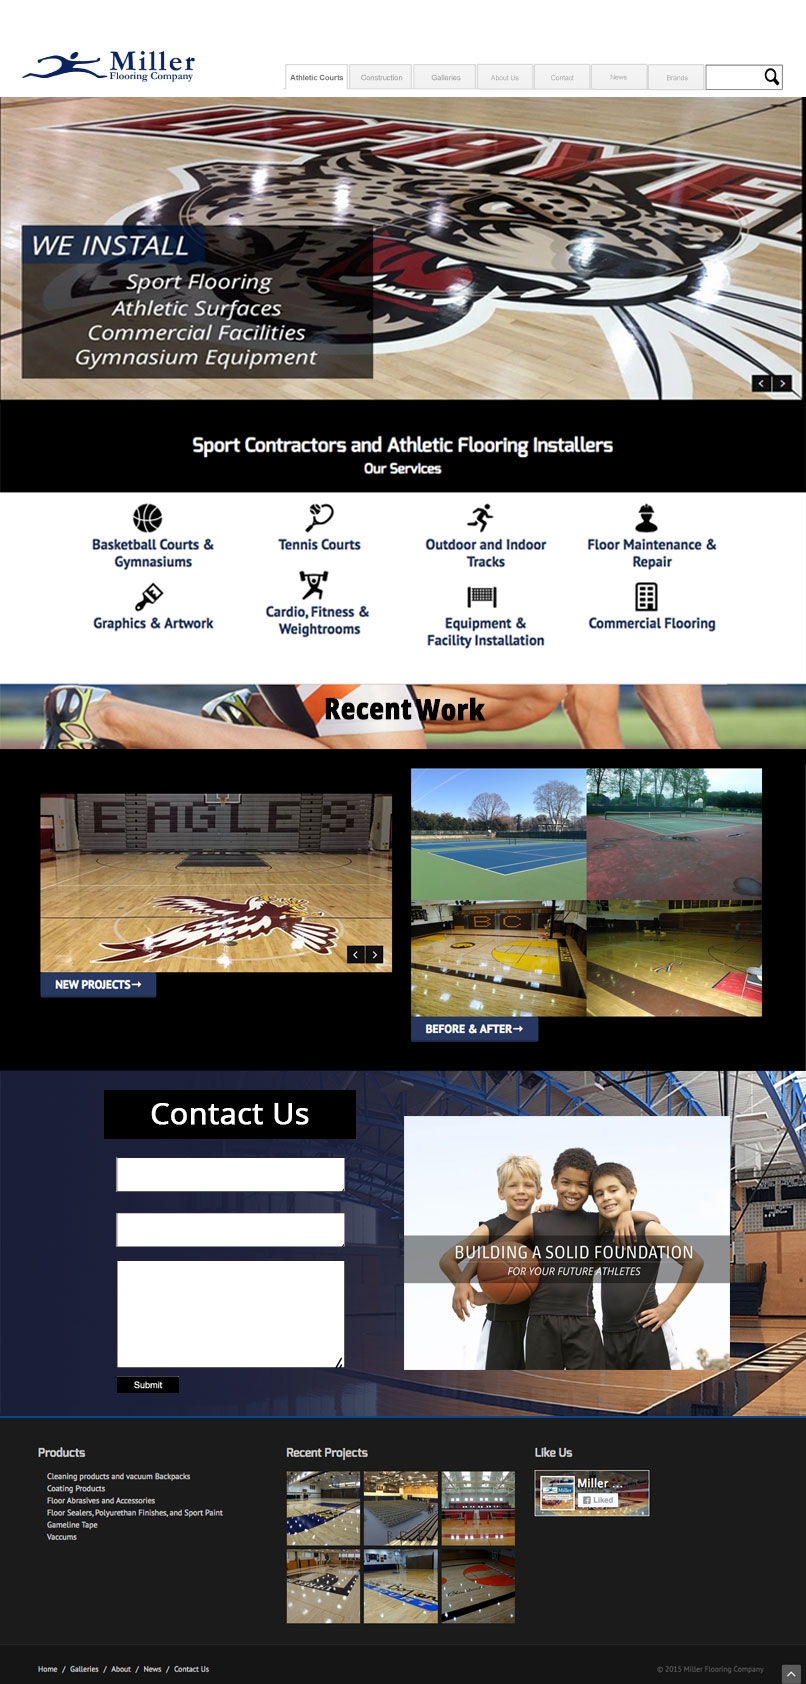 Miller
Flooring Company
Athletic Courts
Construction
Galleries
About Us
Contact
News
Brands
WE INSTALL
Sport Flooring
Athletic Surfaces
Commercial Facilities
Gymnasium Equipment
Sport Contractors and Athletic Flooring Installers
Our Services
Basketball Courts &
Gymnasiums
Tennis Courts
Outdoor and Indoor
Tracks
Floor Maintenance &
Repair
Graphics & Artwork
Cardio, Fitness &
Weightrooms
Equipment &
Facility Installation
Commercial Flooring
Recent Work
EAGLES
NEW PROJECTS→
B C
BEFORE & AFTER→
Contact Us
Submit
BUILDING A SOLID FOUNDATION
FOR YOUR FUTURE ATHLETES
Products
Cleaning products and vacuum Backpacks
Coating Products
Floor Abrasives and Accessories
Floor Sealers, Polyurethan Finishes, and Sport Paint
Gameline Tape
Vaccums
Recent Projects
Like Us
Miller ...
Liked
Home / Galleries / About / News / Contact Us
© 2015 Miller Flooring Company